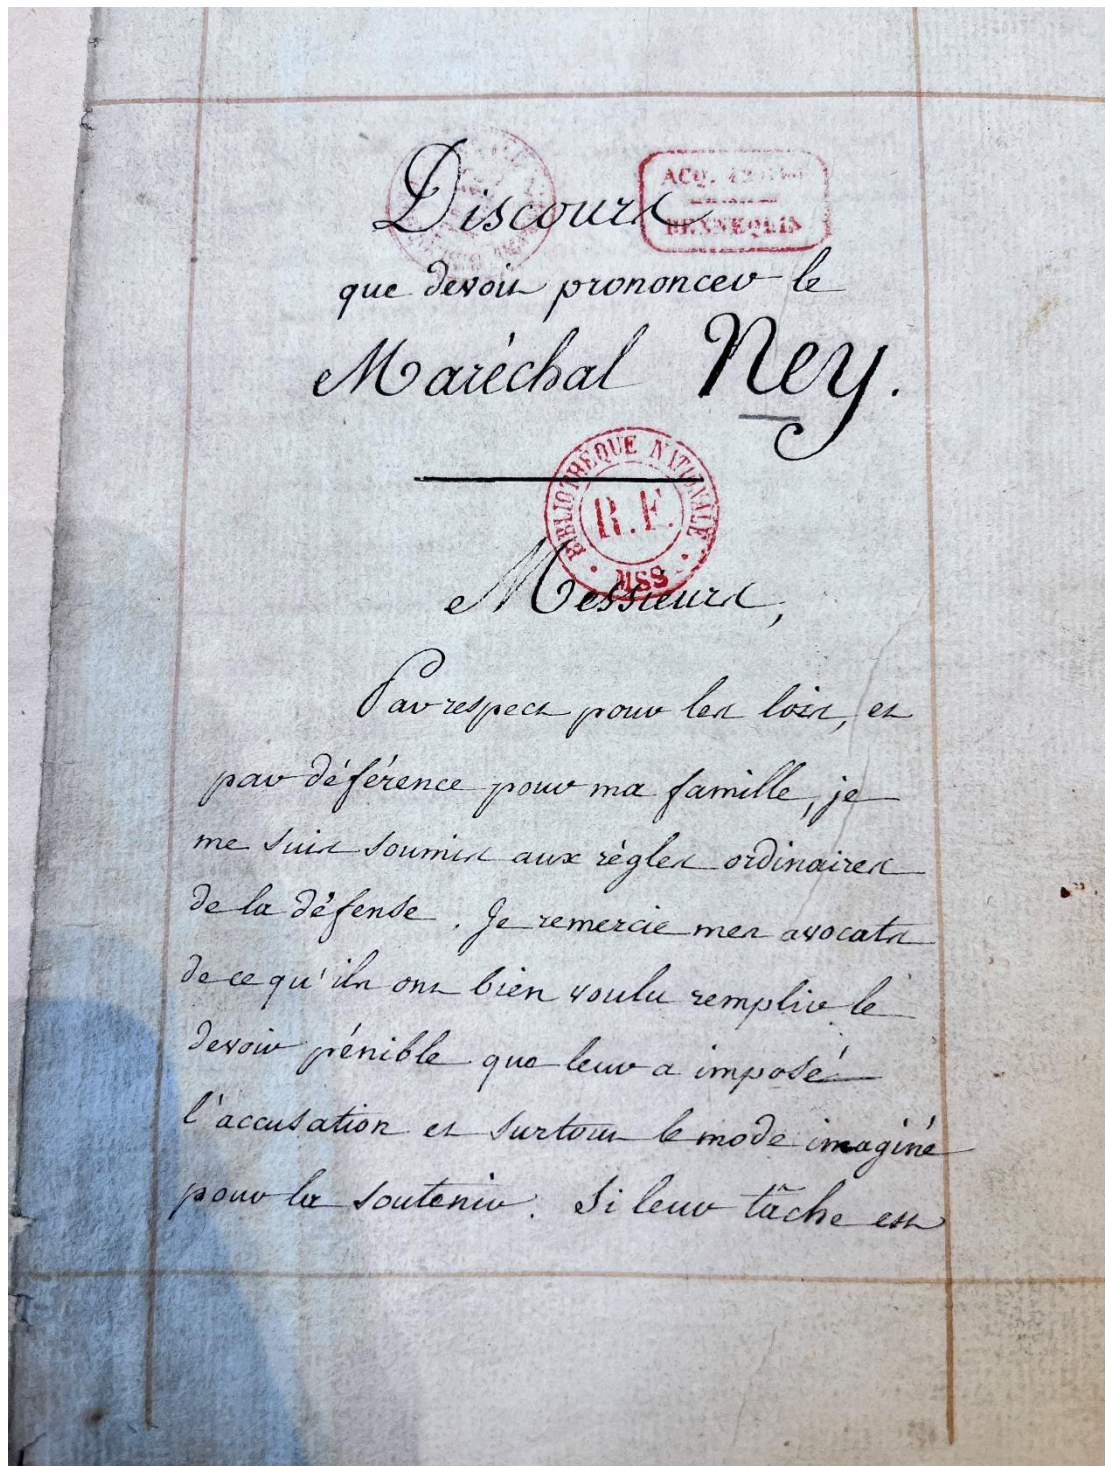 Discours
ACQ.
HENNEQUIN
que devoit prononcer le
Maréchal Ney.
BIBLIOTHÈQUE NATIONALE
R.F.
MSS
Messieurs,
Par respect pour les lois, et
par déférence pour ma famille, je
me suis soumis aux règles ordinaires
de la défense. Je remercie mes avocats
de ce qu'ils ont bien voulu remplir le
devoir pénible que leur a imposé
l'accusation et surtout le mode imaginé
pour la soutenir. Si leur tâche est